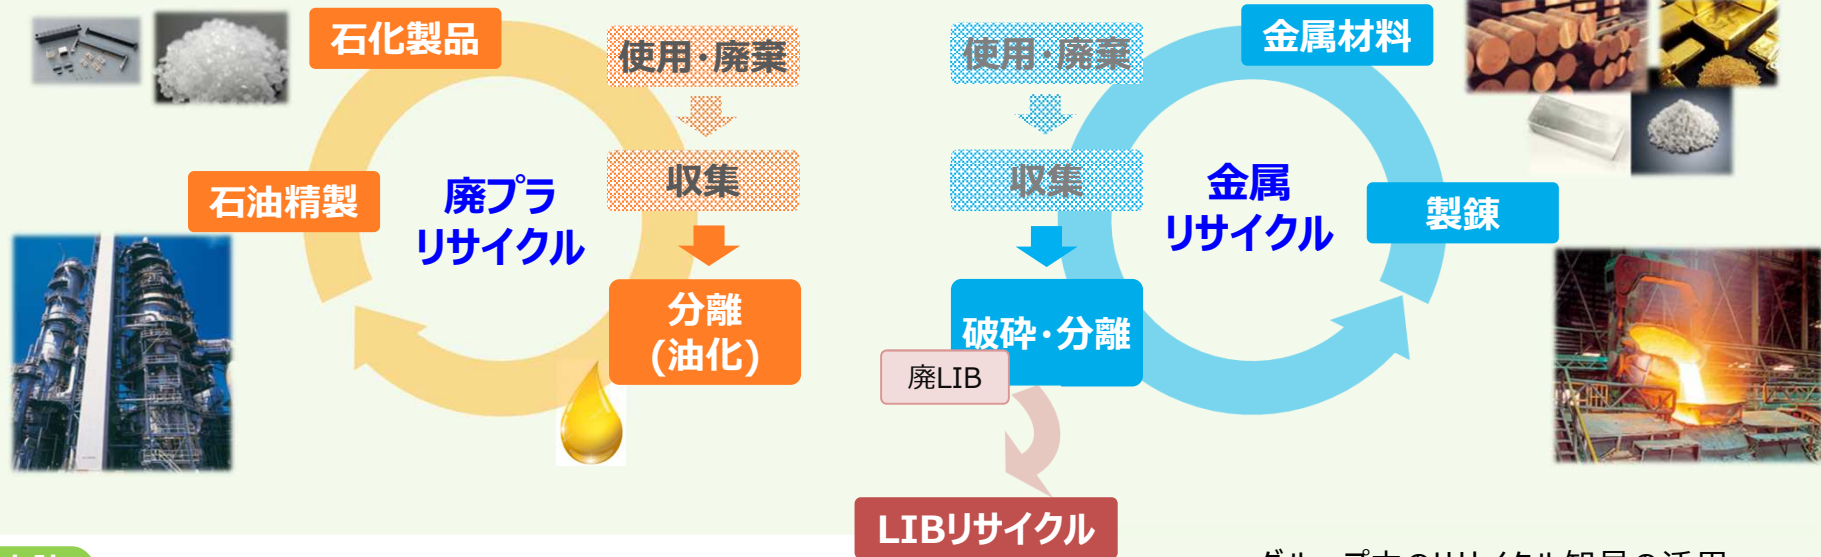 石化製品
使用・廃棄
収集
石油精製
廃プラ
リサイクル
分離
(油化)
使用・廃棄
金属材料
収集
金属
リサイクル
製錬
破砕・分離
廃LIB
LIBリサイクル